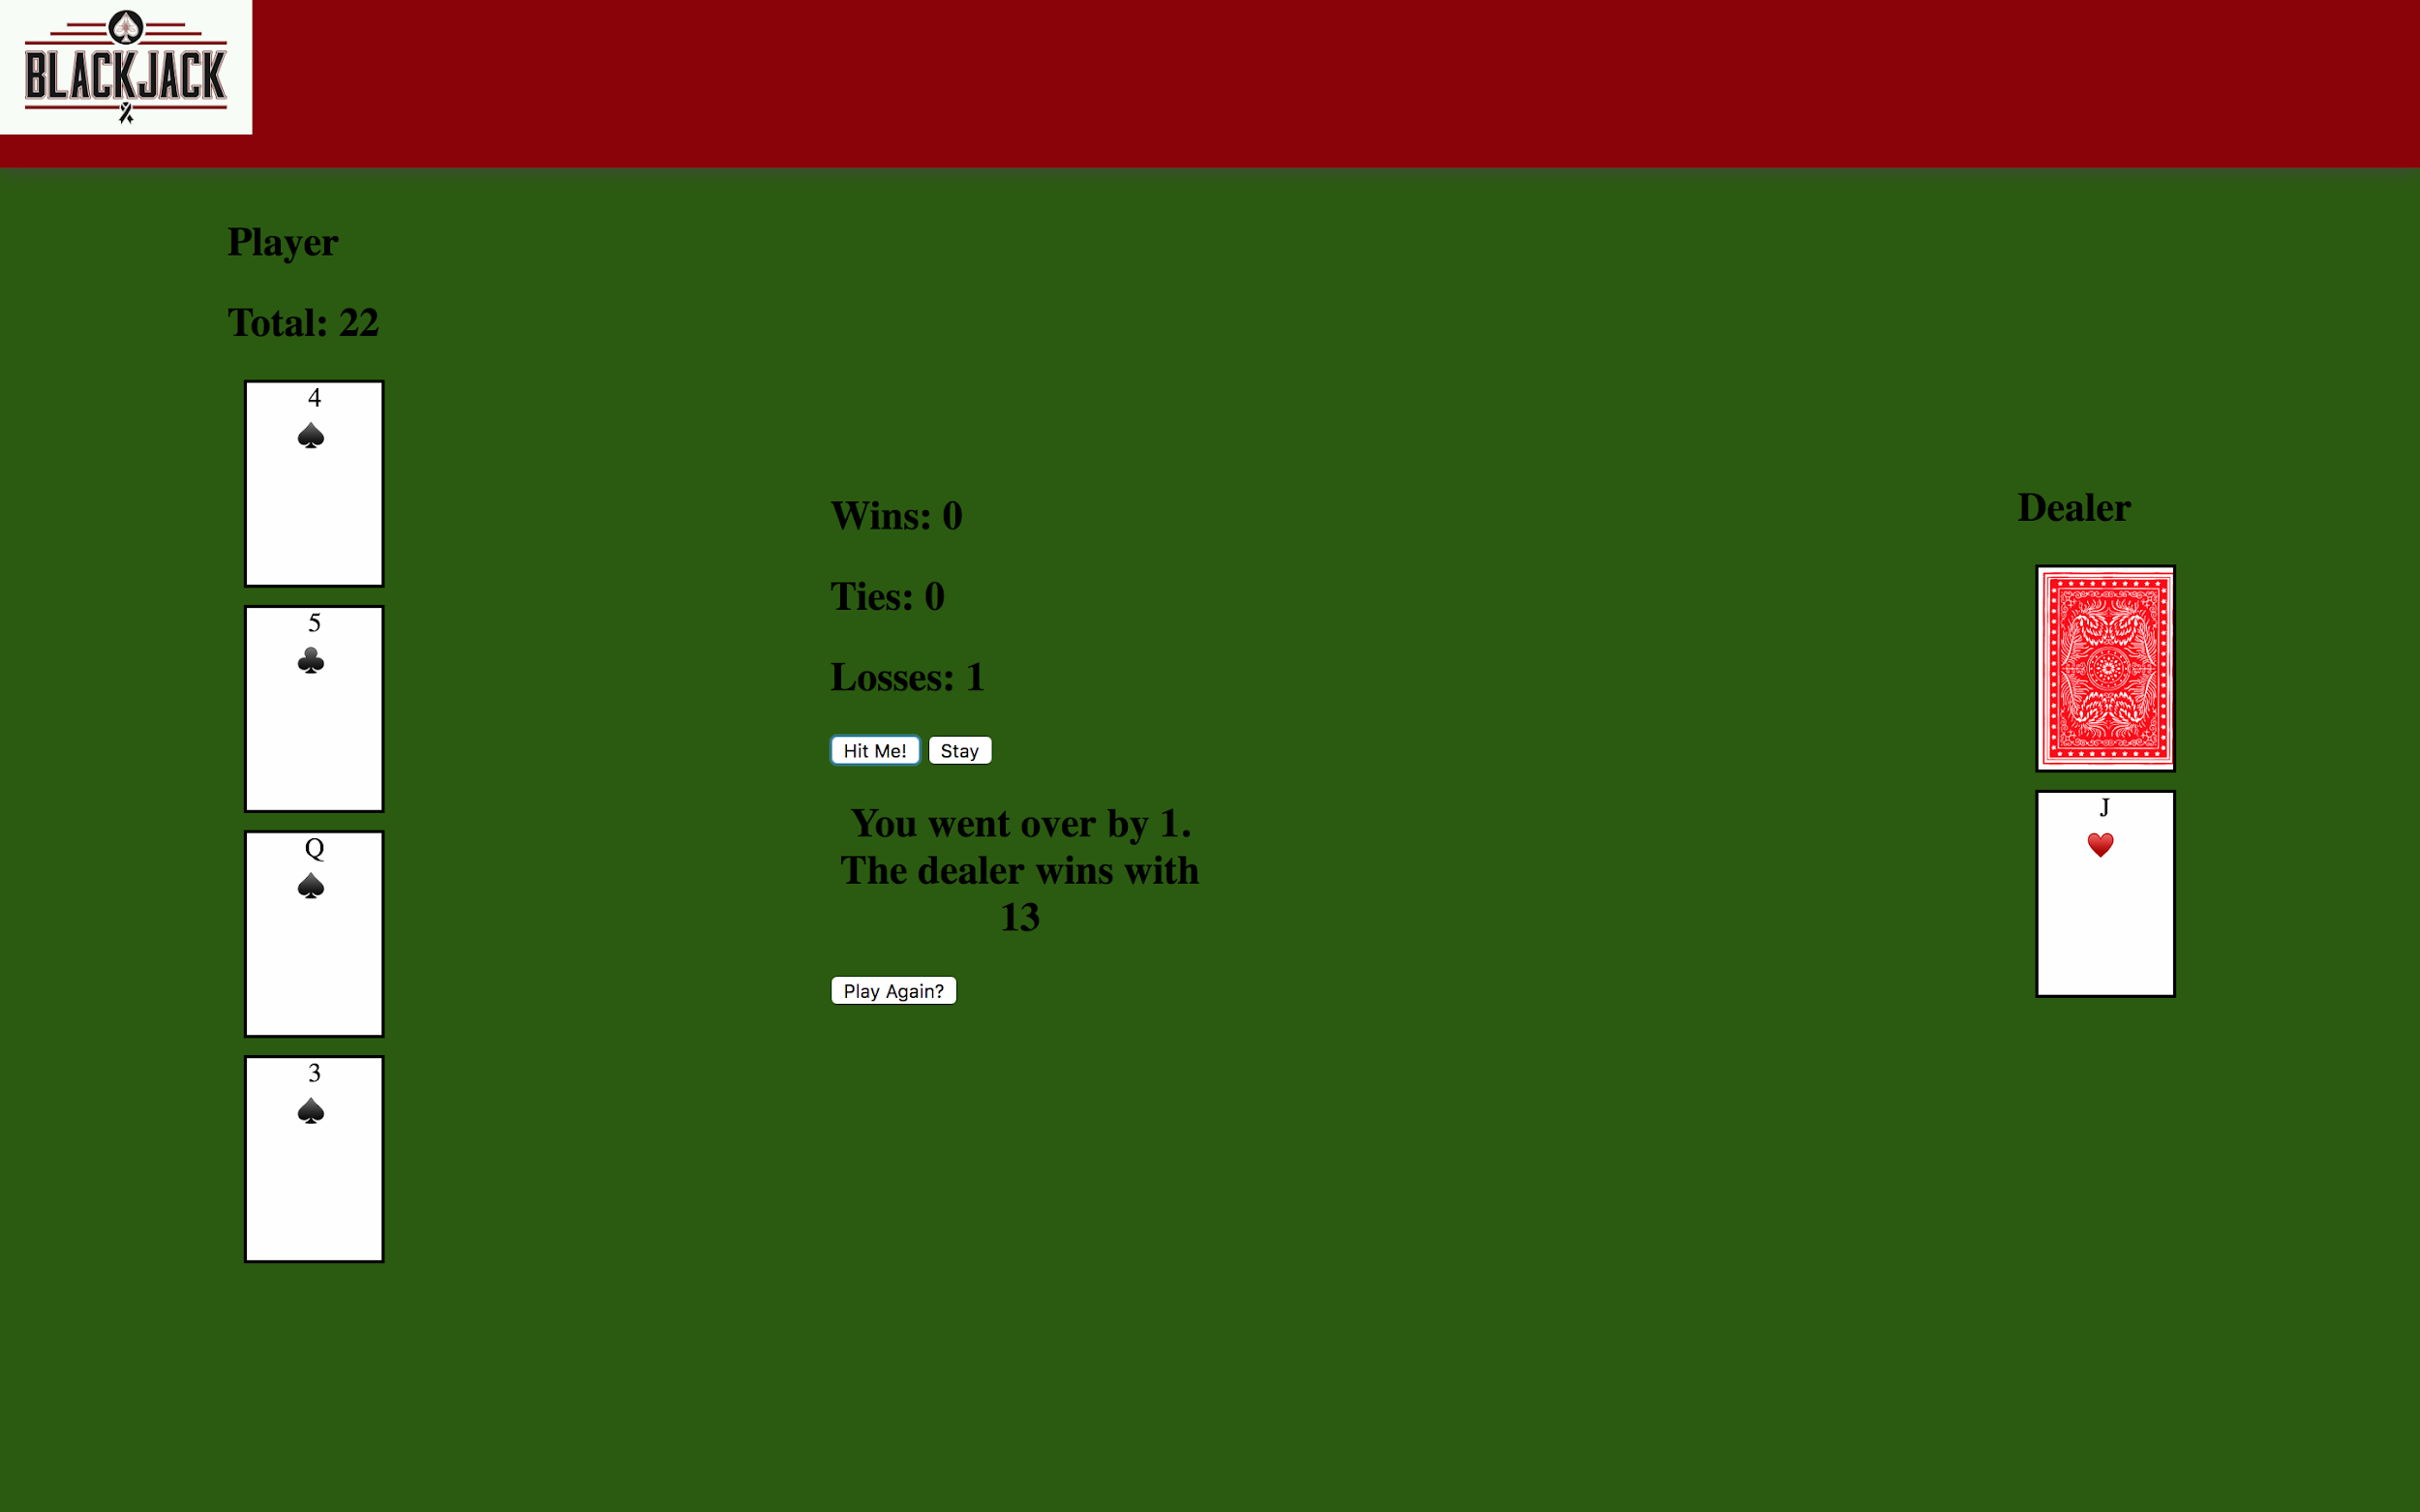 BLACKJACK
Player
Total: 22
4
5
Q
3
Wins: 0
Ties: 0
Losses: 1
Hit Me! Stay
You went over by 1.
The dealer wins with
13
Play Again?
Dealer
J